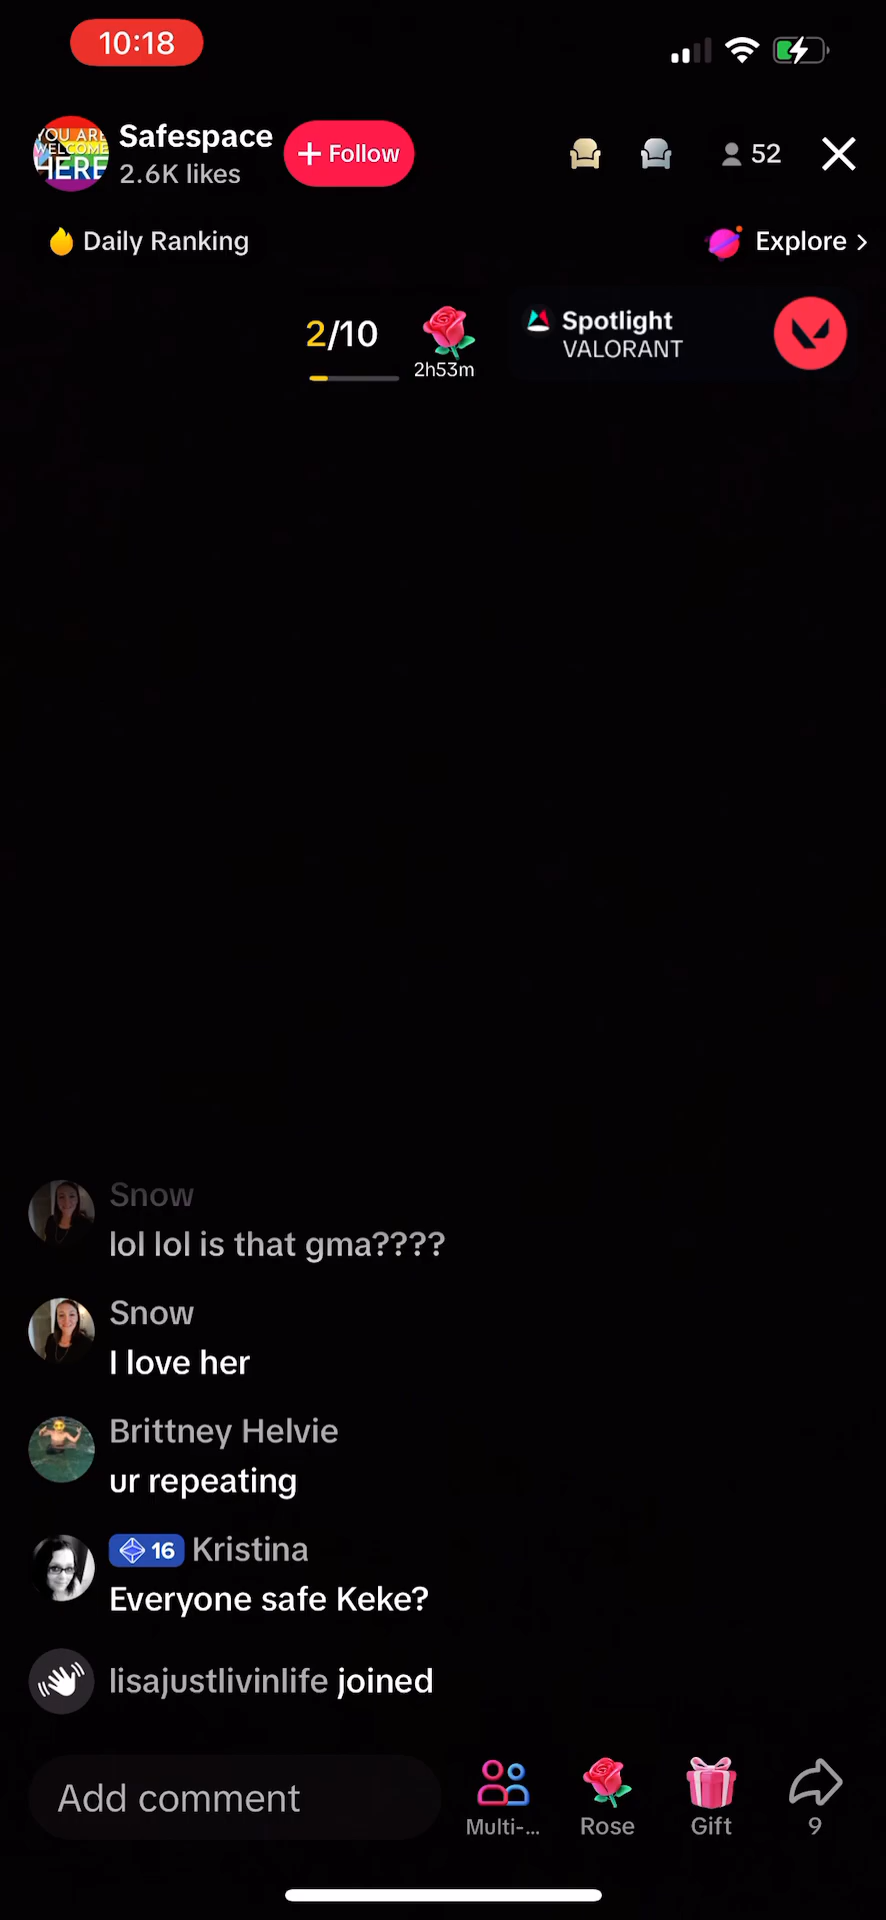 10:18
YOU ARE
WELCOME
HERE
Safespace
2.6K likes
+ Follow
52
Daily Ranking
Explore >
2/10
2h53m
Spotlight
VALORANT
Snow
lol lol is that gma????
Snow
I love her
Brittney Helvie
ur repeating
16 Kristina
Everyone safe Keke?
lisajustlivinlife joined
Add comment
Multi-...
Rose
Gift
9